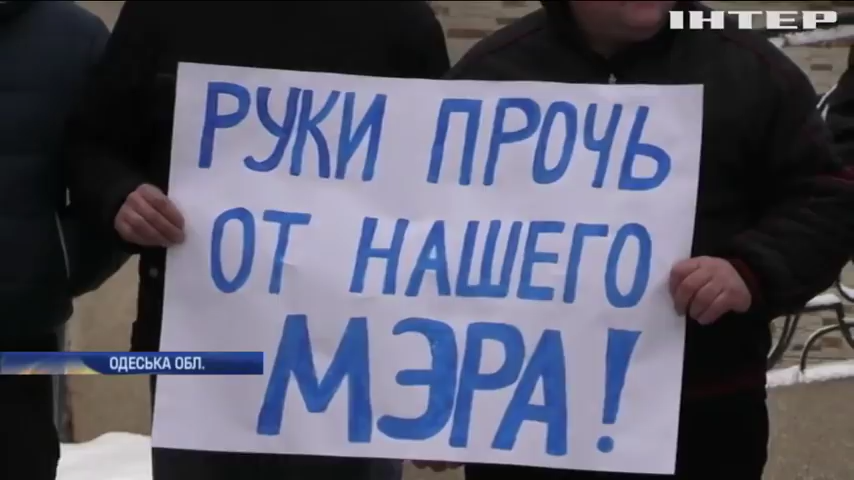 ІНТЕР
РУКИ ПРОЧЬ
ОТ НАШЕГО
МЭРА!
ОДЕСЬКА ОБЛ.